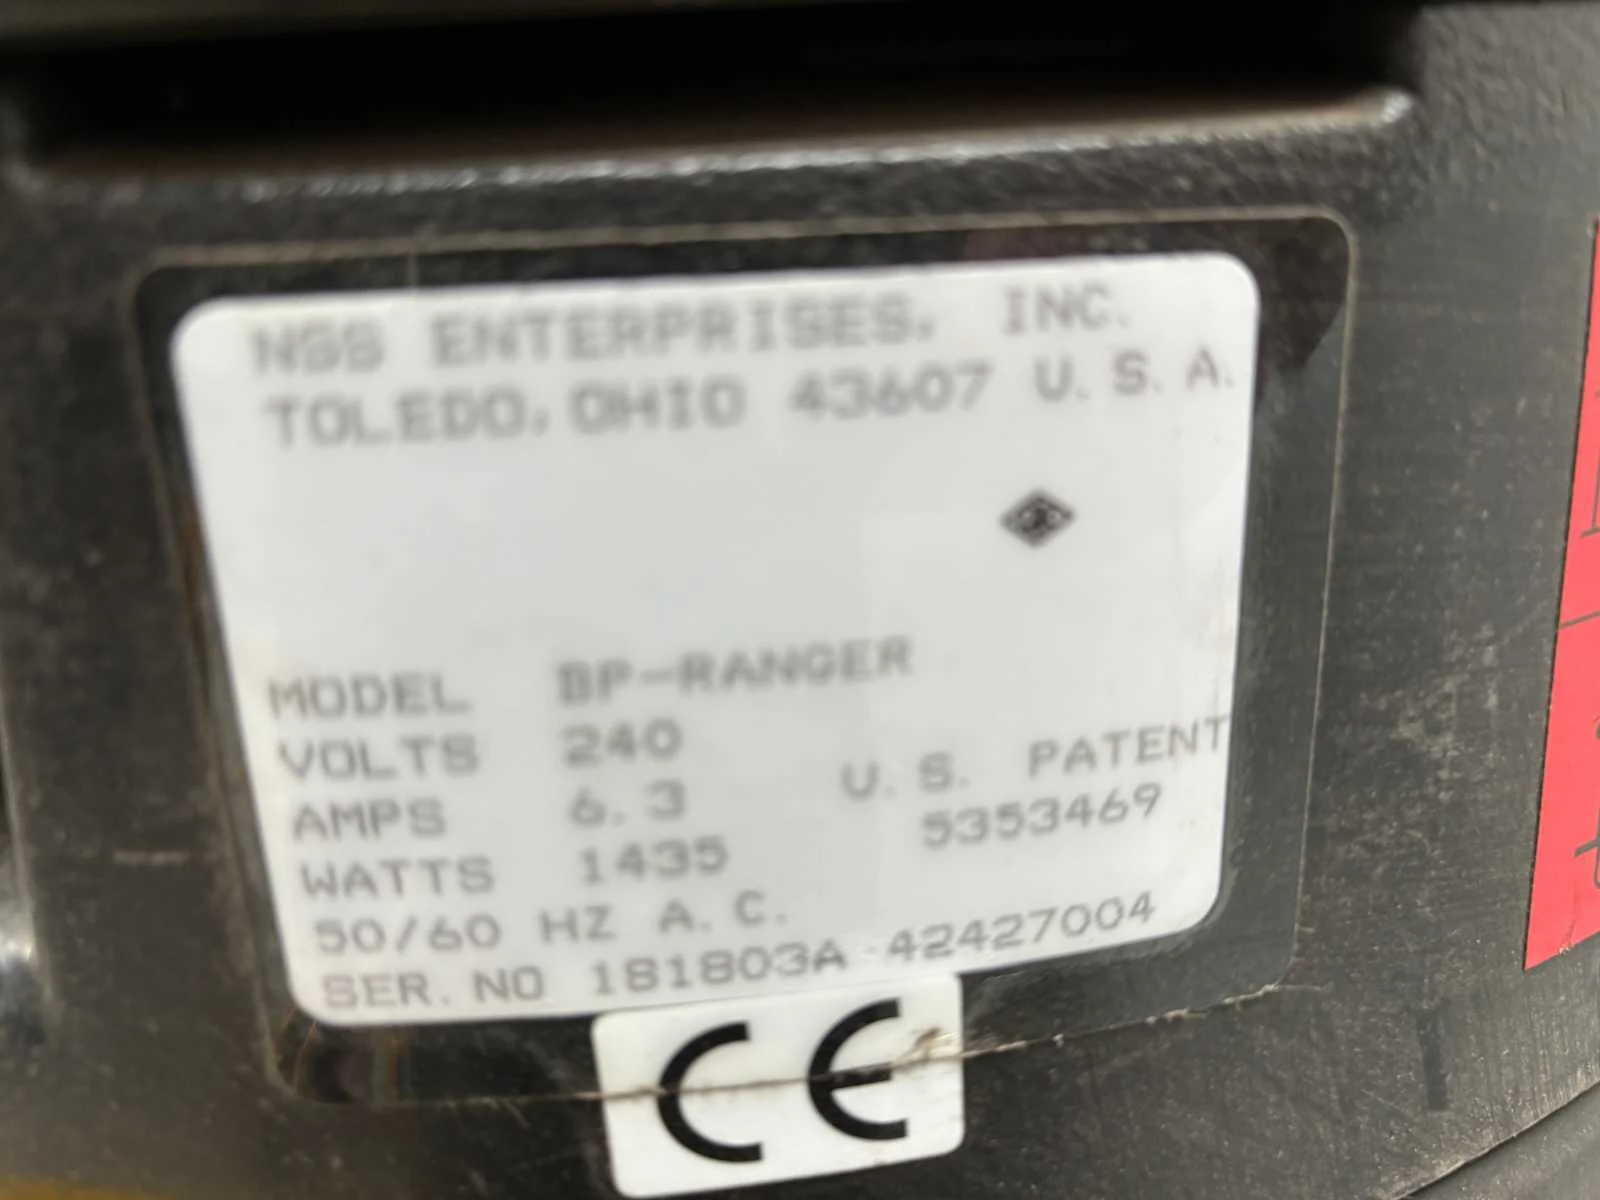 NSS ENTERPRISES, INC.
TOLEDO, OHIO 43607 U.S.A.
MODEL BP-RANGER
VOLTS 240
AMPS 6.3 U.S. PATENT
WATTS 1435 5353469
50/60 HZ A.C.
SER.NO 181803A 42427004
CE